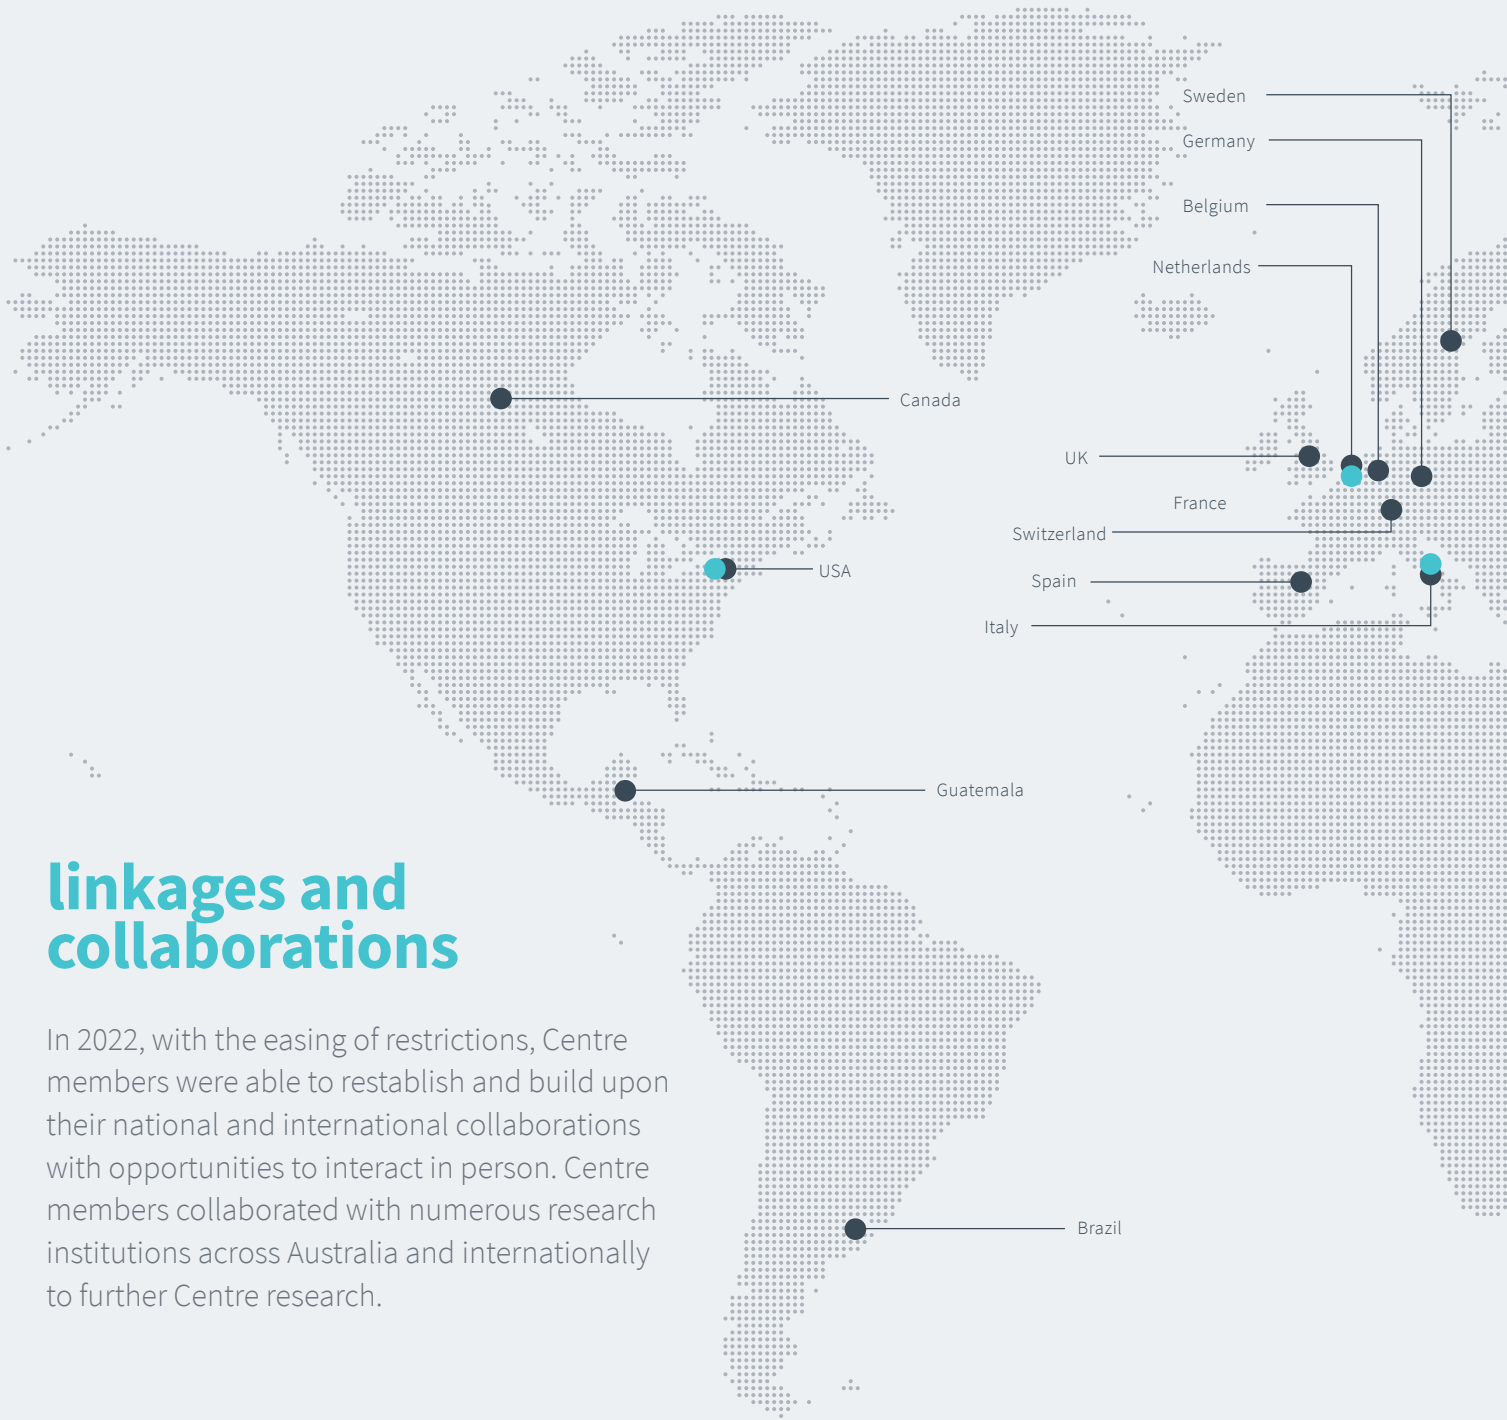 Sweden
Germany
Belgium
Netherlands
Canada
UK
France
Switzerland
USA
Spain
Italy
Guatemala
linkages and
collaborations
In 2022, with the easing of restrictions, Centre
members were able to restablish and build upon
their national and international collaborations
with opportunities to interact in person. Centre
members collaborated with numerous research
institutions across Australia and internationally
to further Centre research.
Brazil